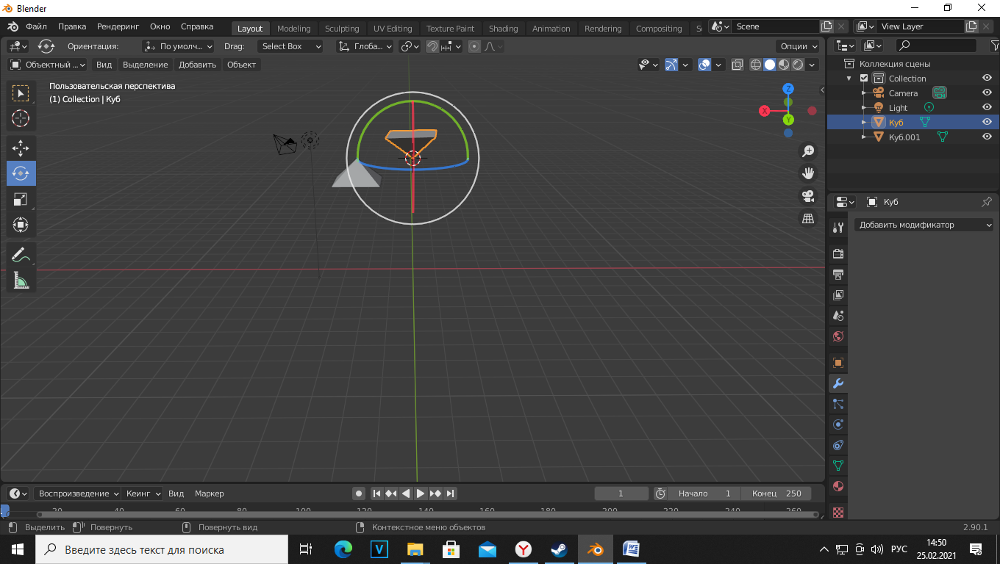 Blender
Файл Правка Рендеринг Окно Справка Layout Modeling Sculpting UV Editing Texture Paint Shading Animation Rendering Compositing Scene View Layer
Ориентация: По умолч... Drag: Select Box Глоба... Опции
Объектный ... Вид Выделение Добавить Объект
Пользовательская перспектива
(1) Collection | Куб
Z
X
Y
Коллекция сцены
Collection
Camera
Light
Куб
Куб.001
Куб
Добавить модификатор
Воспроизведение Кеинг Вид Маркер 1 Начало 1 Конец 250
20 40 60 80 100 120 140 160 180 200 220 240 260
Выделить Повернуть Повернуть вид Контекстное меню объектов 2.90.1
Введите здесь текст для поиска
РУС
14:50
25.02.2021